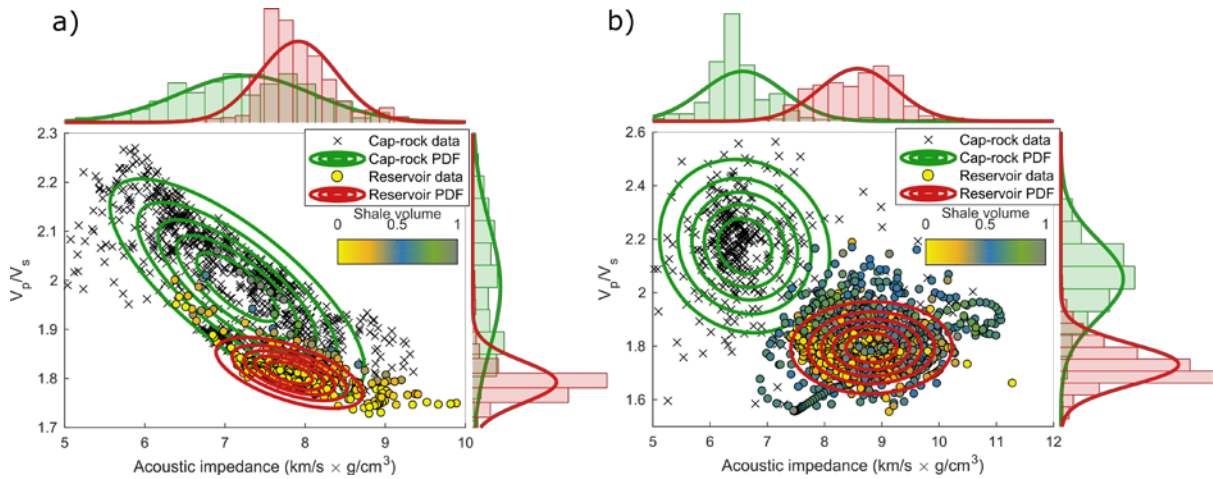 a)
2.3
2.2
2.1
2
1.9
1.8
1.7
Vp/Vs
5
6
7
8
9
10
Acoustic impedance (km/s × g/cm³)
Cap-rock data
Cap-rock PDF
Reservoir data
Reservoir PDF
Shale volume
0
0.5
1
b)
2.6
2.4
2.2
2
1.8
1.6
Vp/Vs
5
6
7
8
9
10
11
12
Acoustic impedance (km/s × g/cm³)
Cap-rock data
Cap-rock PDF
Reservoir data
Reservoir PDF
Shale volume
0
0.5
1